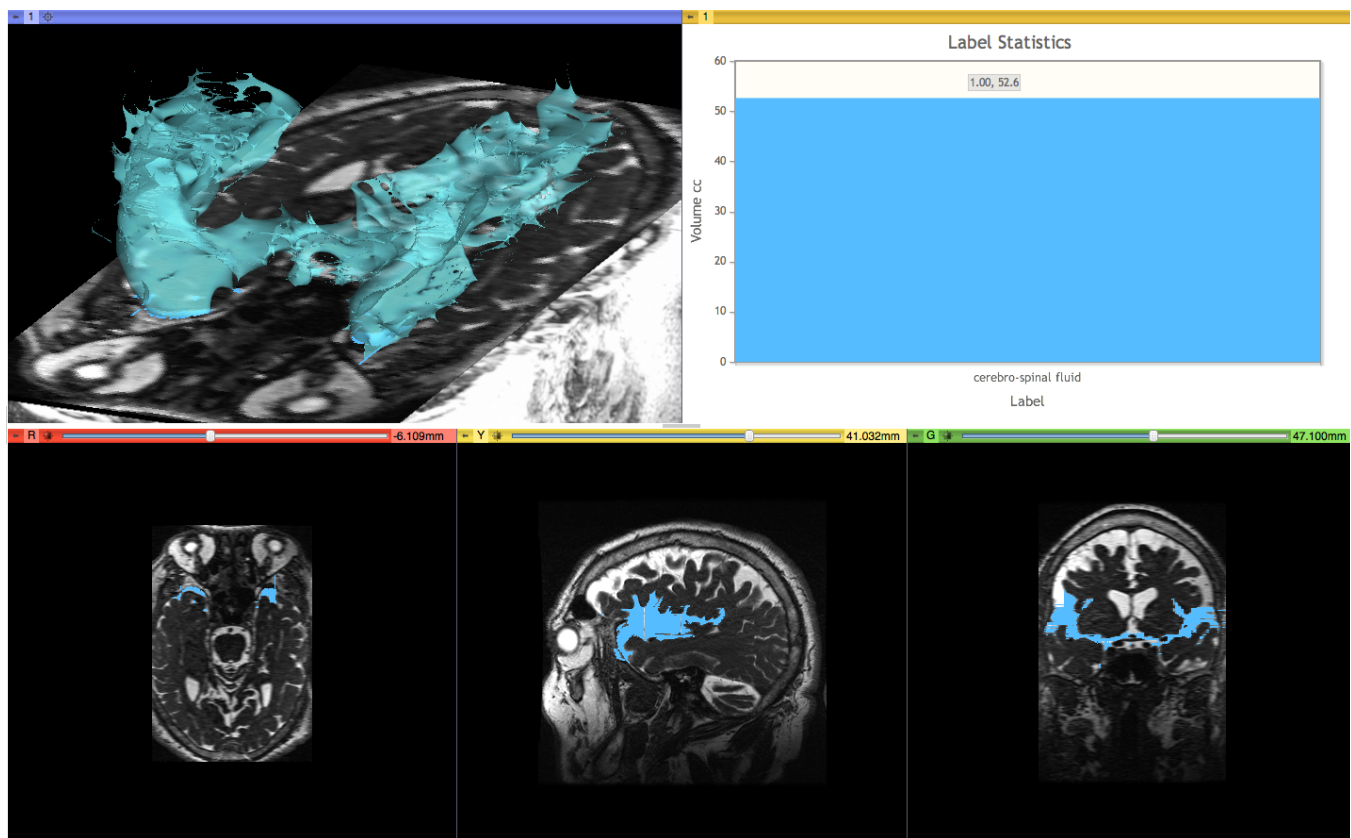 1
1
Label Statistics
60
1.00, 52.6
50
40
30
20
10
0
Volume cc
cerebro-spinal fluid
Label
R
-6.109mm
Y
41.032mm
G
47.100mm